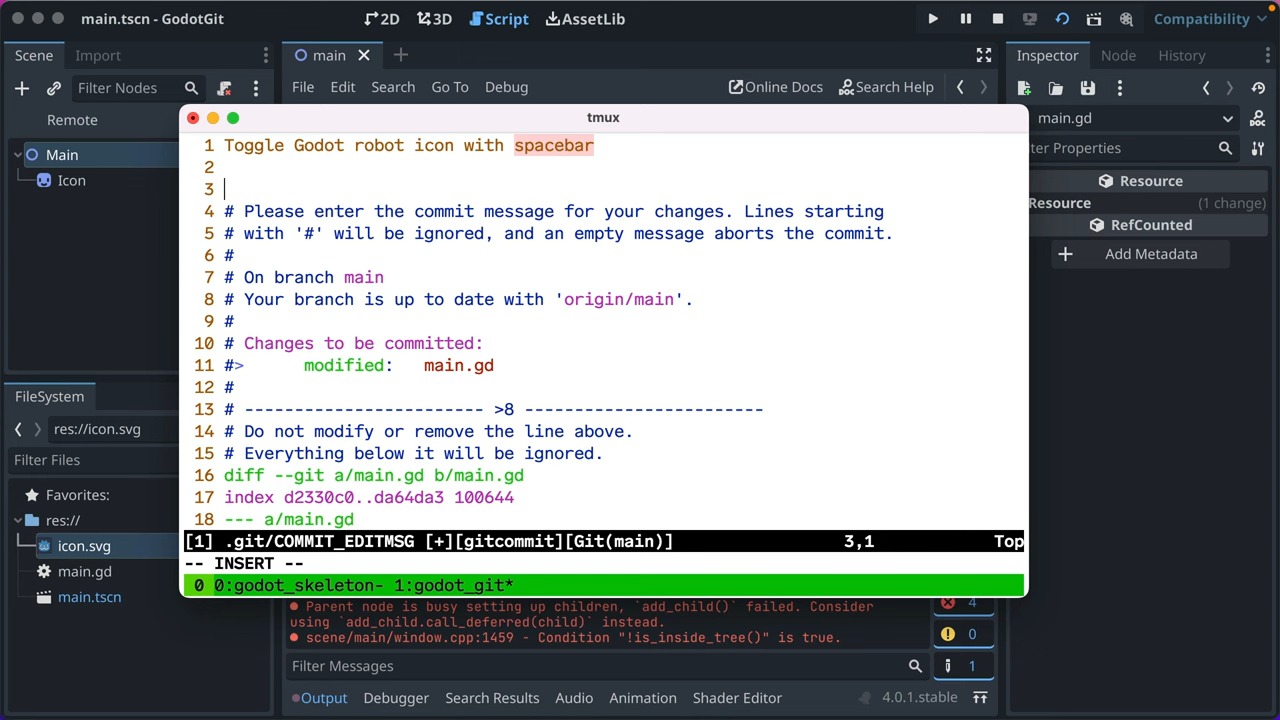 main.tscn - GodotGit
2D 3D Script AssetLib
Compatibility
Scene Import
main
Inspector Node History
Filter Nodes
File Edit Search Go To Debug
Online Docs Search Help
Remote
main.gd
Main
Icon
ter Properties
Resource
Resource (1 change)
RefCounted
Add Metadata
tmux
1 Toggle Godot robot icon with spacebar
2
3
4 # Please enter the commit message for your changes. Lines starting
5 # with '#' will be ignored, and an empty message aborts the commit.
6 #
7 # On branch main
8 # Your branch is up to date with 'origin/main'.
9 #
10 # Changes to be committed:
11 #> modified: main.gd
12 #
13 # ------------------------ >8 ------------------------
14 # Do not modify or remove the line above.
15 # Everything below it will be ignored.
16 diff --git a/main.gd b/main.gd
17 index d2330c0..da64da3 100644
18 --- a/main.gd
[1] .git/COMMIT_EDITMSG [+][gitcommit][Git(main)] 3,1 Top
-- INSERT --
0 0:godot_skeleton- 1:godot_git*
FileSystem
res://icon.svg
Filter Files
Favorites:
res://
icon.svg
main.gd
main.tscn
Parent node is busy setting up children, `add_child()` failed. Consider
using `add_child.call_deferred(child)` instead.
scene/main/window.cpp:1459 - Condition "!is_inside_tree()" is true.
4
0
Filter Messages
1
Output Debugger Search Results Audio Animation Shader Editor
4.0.1.stable